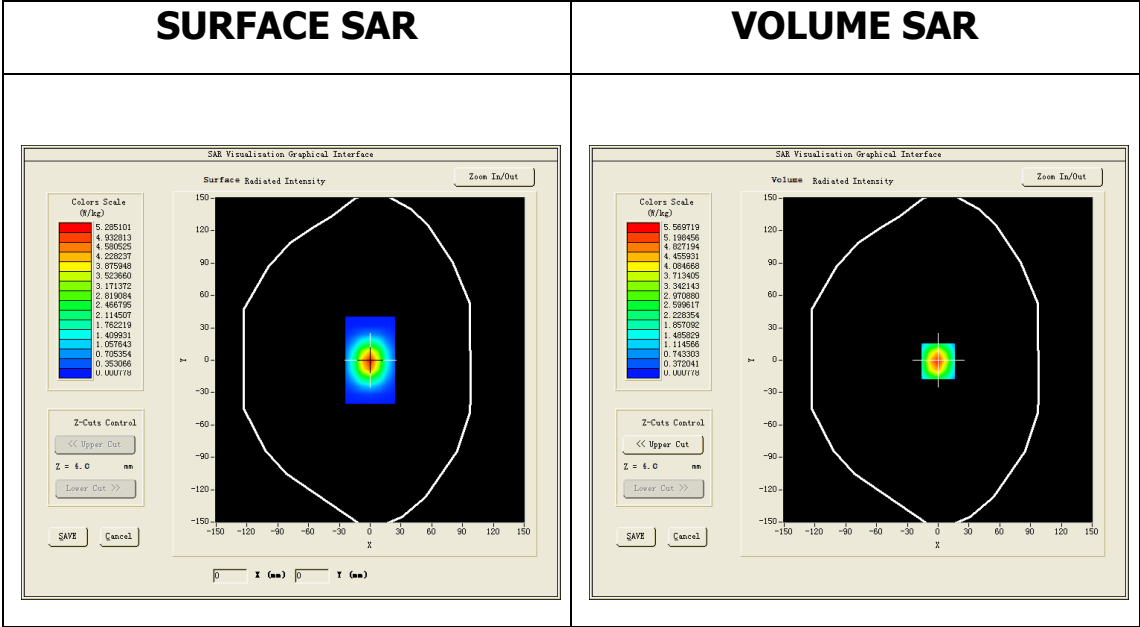 SURFACE SAR
VOLUME SAR
SAR Visualisation Graphical Interface
Surface Radiated Intensity
Zoom In/Out
Colors Scale
(W/kg)
5.285101
4.932813
4.580525
4.228237
3.875948
3.523660
3.171372
2.819084
2.466795
2.114507
1.762219
1.409931
1.057643
0.705354
0.353066
0.000778
Z-Cuts Control
<< Upper Cut
Z = 4.0 mm
Lower Cut >>
SAVE
Cancel
150
120
90
60
30
0
-30
-60
-90
-120
-150
Y
-150 -120 -90 -60 -30 0 30 60 90 120 150
X
0 X (mm) 0 Y (mm)
SAR Visualisation Graphical Interface
Volume Radiated Intensity
Zoom In/Out
Colors Scale
(W/kg)
5.569719
5.198456
4.827194
4.455931
4.084668
3.713405
3.342143
2.970880
2.599617
2.228354
1.857092
1.485829
1.114566
0.743303
0.372041
0.000778
Z-Cuts Control
<< Upper Cut
Z = 4.0 mm
Lower Cut >>
SAVE
Cancel
150
120
90
60
30
0
-30
-60
-90
-120
-150
Y
-150 -120 -90 -60 -30 0 30 60 90 120 150
X